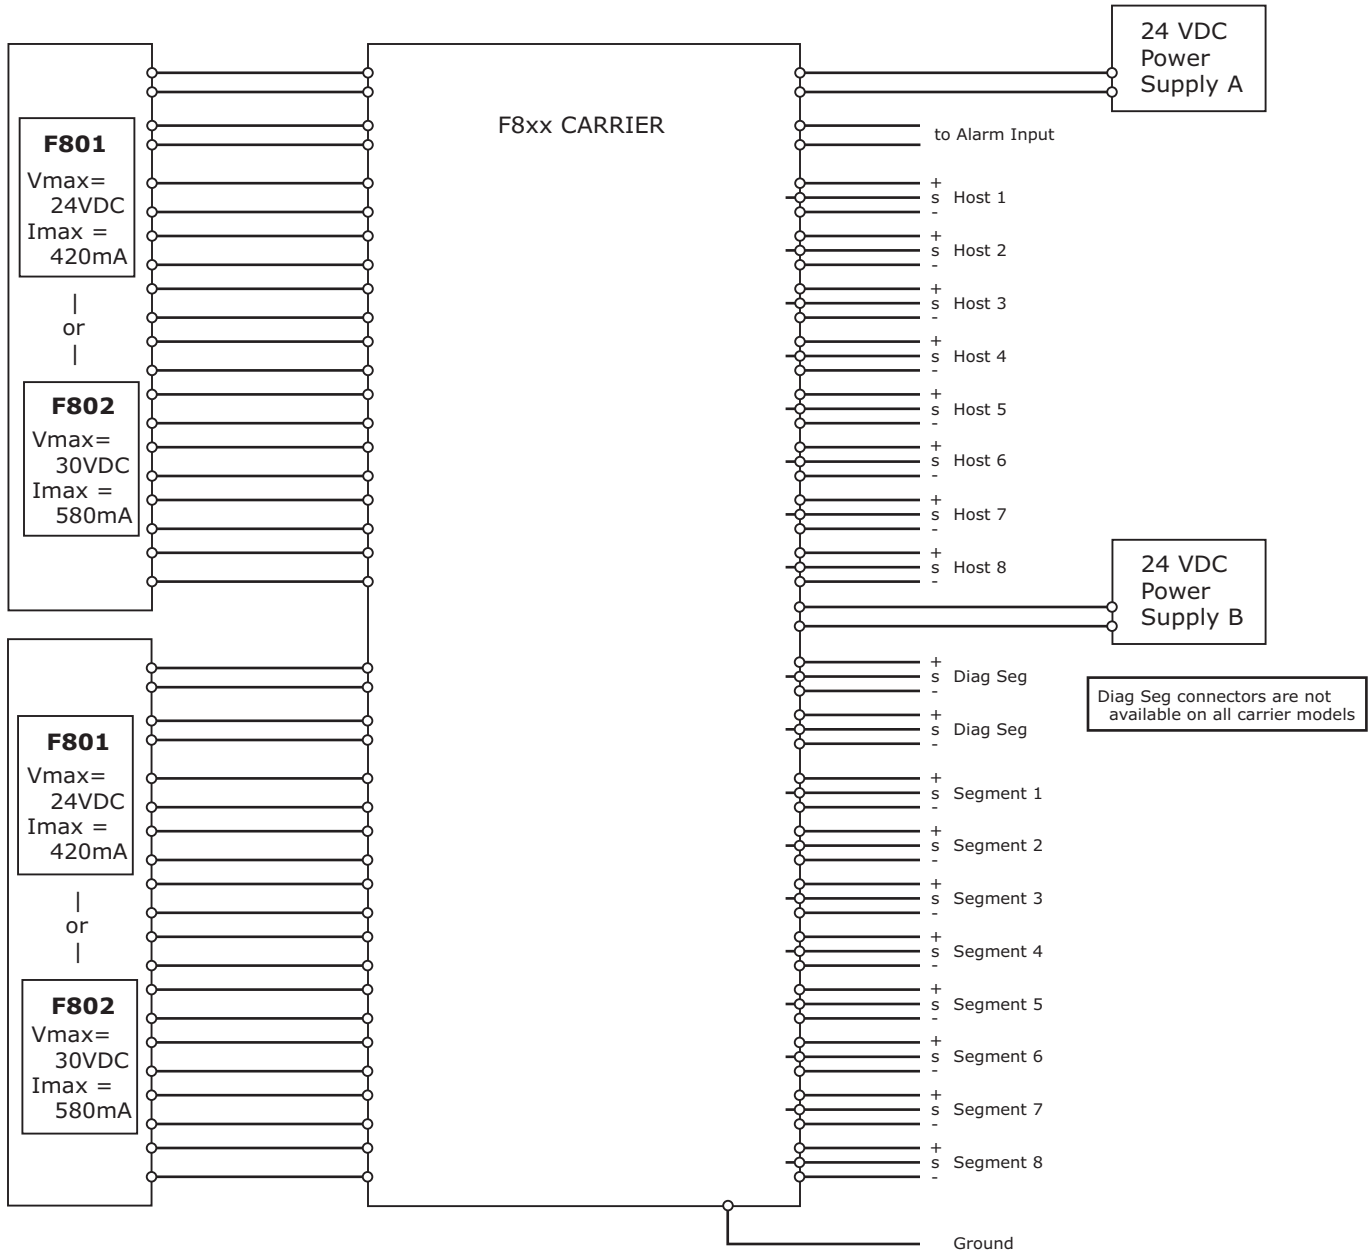 24 VDC
Power
Supply A
F8xx CARRIER
to Alarm Input
F801
Vmax=
24VDC
Imax =
420mA
|
or
|
F802
Vmax=
30VDC
Imax =
580mA
+
s Host 1
-
+
s Host 2
-
+
s Host 3
-
+
s Host 4
-
+
s Host 5
-
+
s Host 6
-
+
s Host 7
-
+
s Host 8
-
24 VDC
Power
Supply B
F801
Vmax=
24VDC
Imax =
420mA
|
or
|
F802
Vmax=
30VDC
Imax =
580mA
+
s Diag Seg
-
+
s Diag Seg
-
Diag Seg connectors are not
available on all carrier models
+
s Segment 1
-
+
s Segment 2
-
+
s Segment 3
-
+
s Segment 4
-
+
s Segment 5
-
+
s Segment 6
-
+
s Segment 7
-
+
s Segment 8
-
Ground